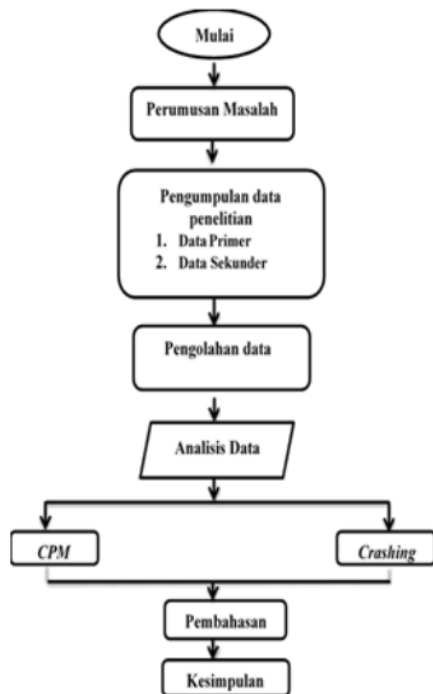 Mulai
Perumusan Masalah
Pengumpulan data
penelitian
1. Data Primer
2. Data Sekunder
Pengolahan data
Analisis Data
CPM
Crashing
Pembahasan
Kesimpulan